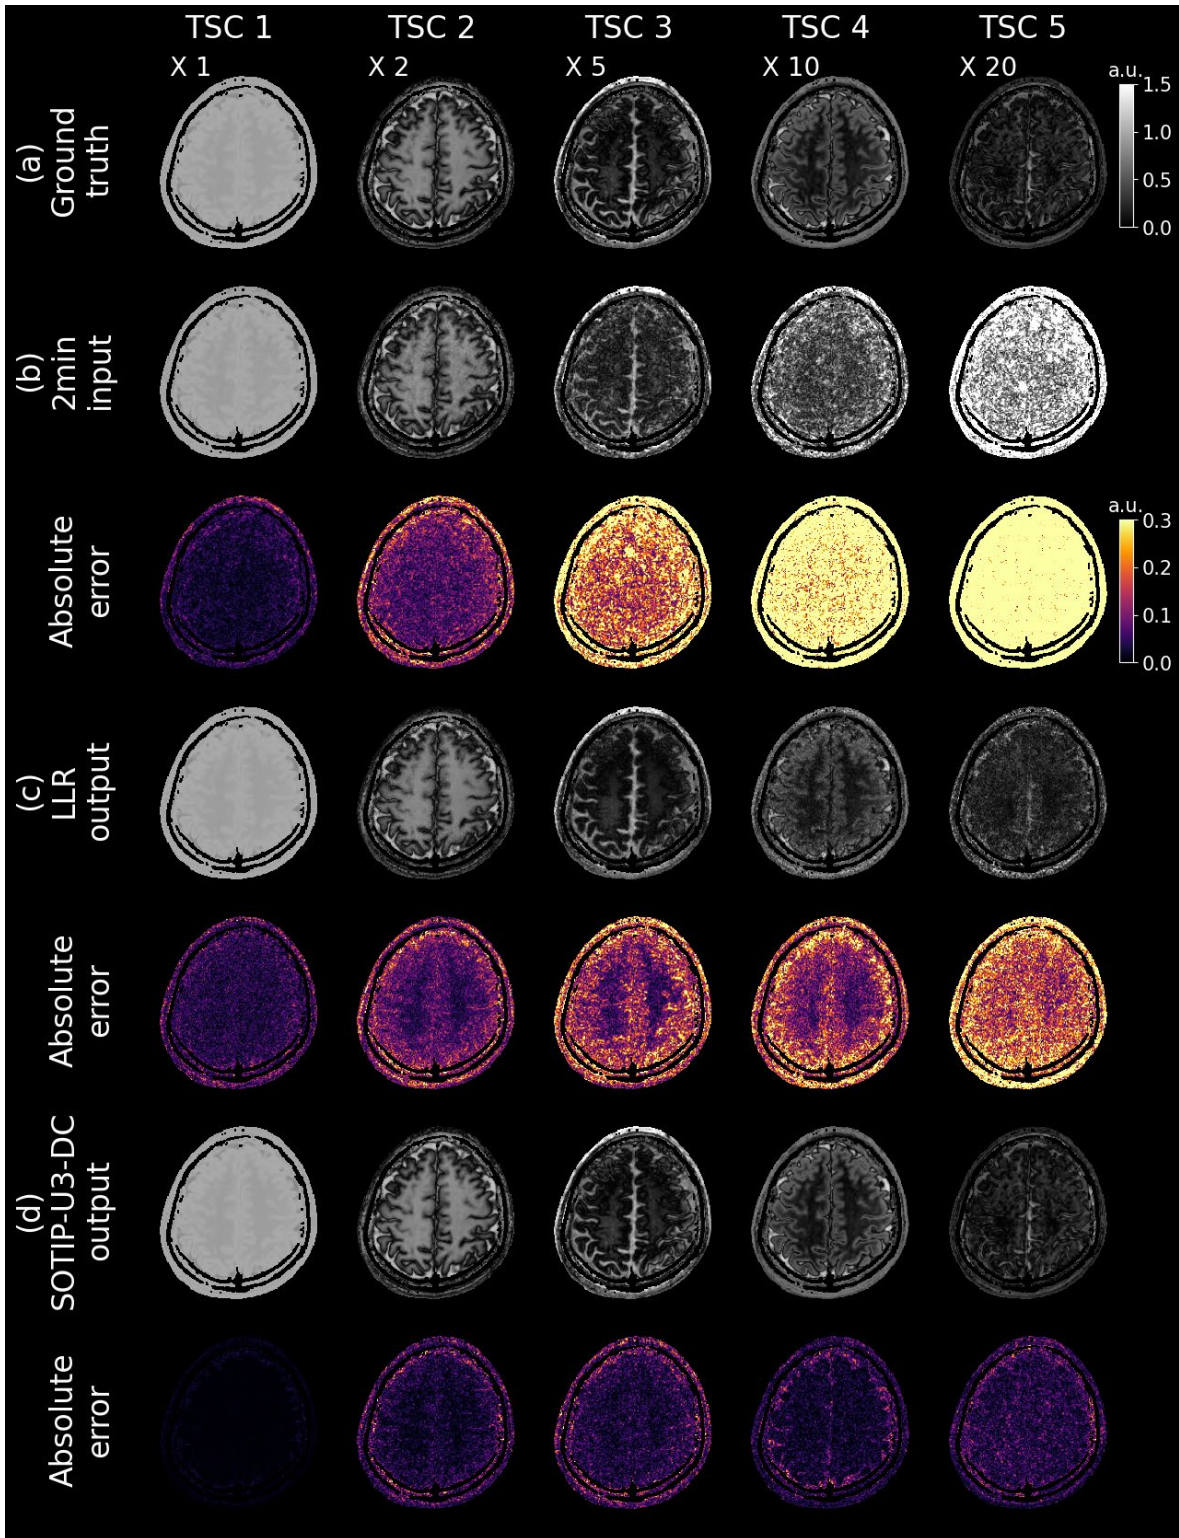 TSC 1 TSC 2 TSC 3 TSC 4 TSC 5
X 1 X 2 X 5 X 10 X 20
a.u.
1.5
1.0
0.5
0.0
(a)
Ground
truth
(b)
2min
input
Absolute
error
a.u.
0.3
0.2
0.1
0.0
(c)
LLR
output
Absolute
error
(d)
SOTIP-U3-DC
output
Absolute
error